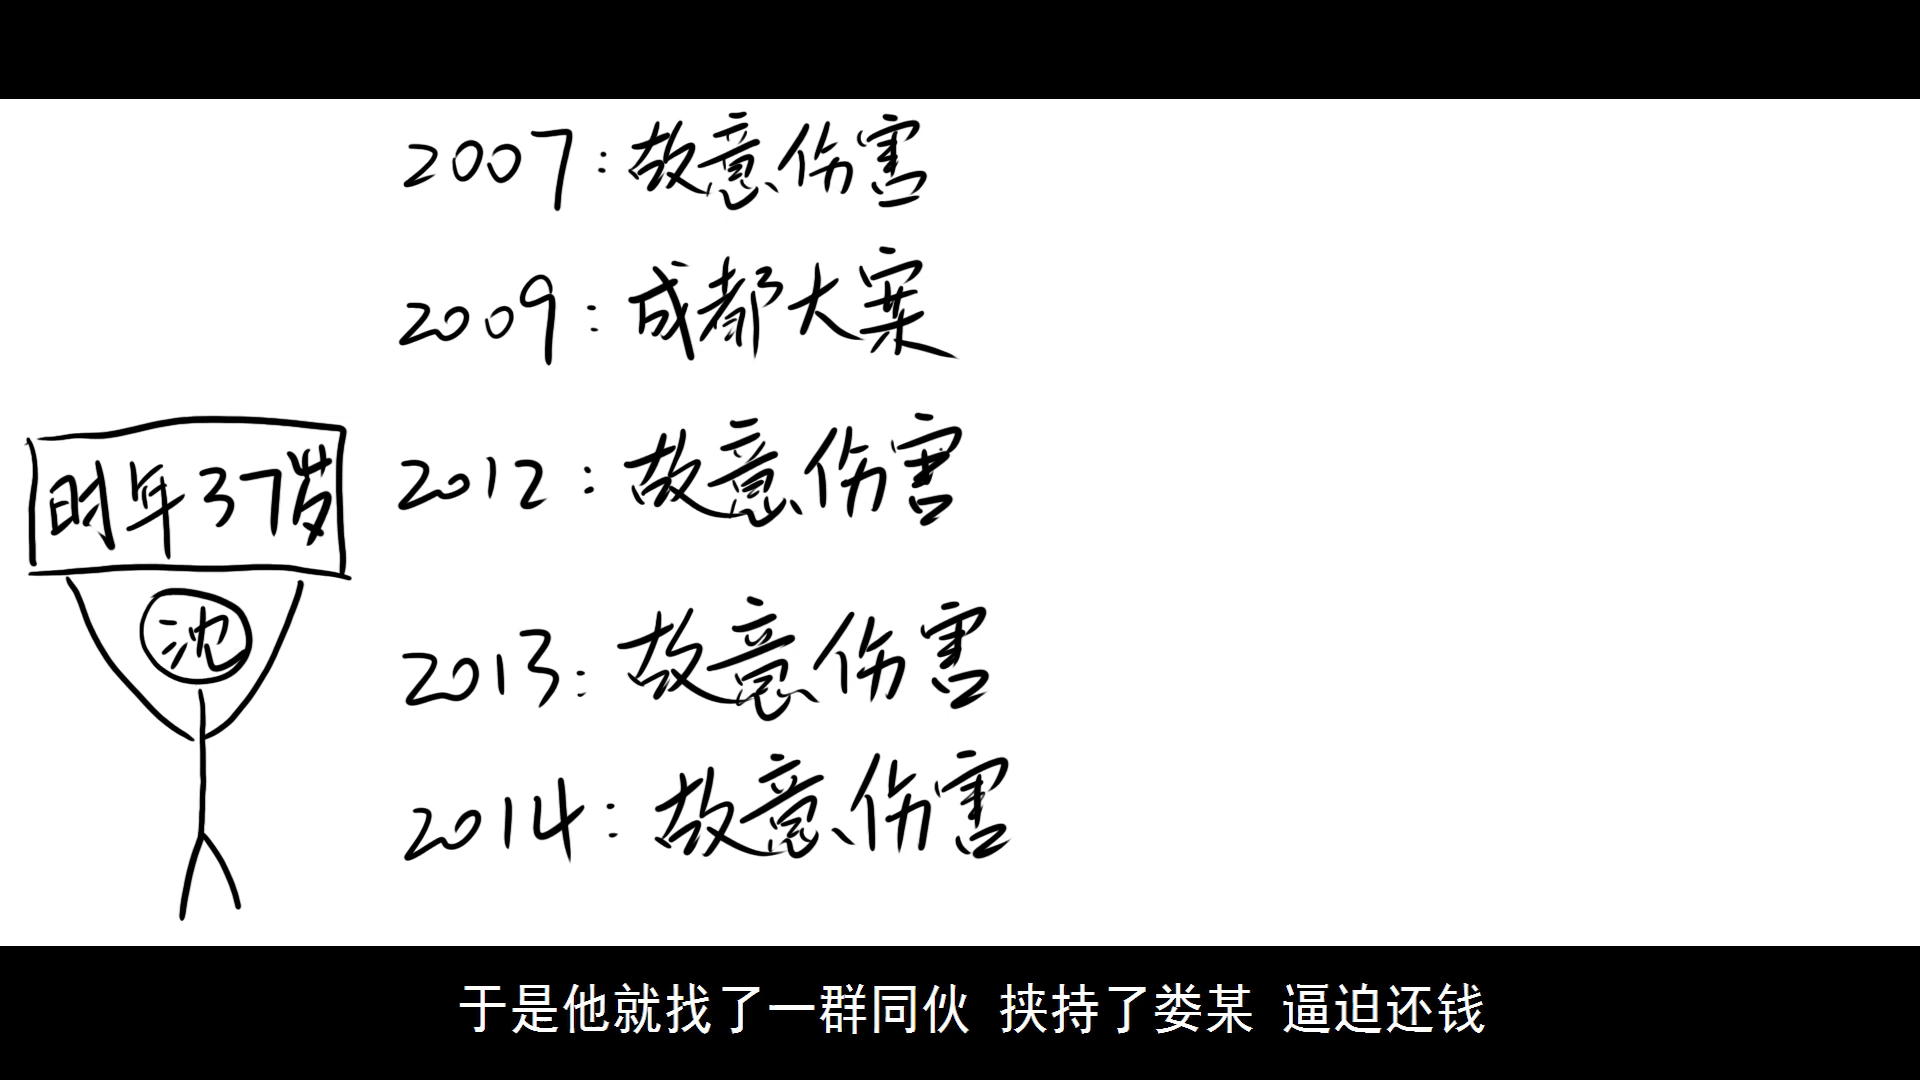 2007：故意伤害
2009：成都大案
2012：故意伤害
时年37岁
沈
2013：故意伤害
2014：故意伤害
于是他就找了一群同伙 挟持了娄某 逼迫还钱